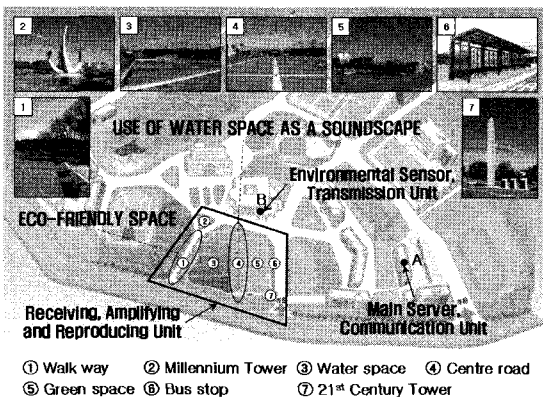 2
3
4
5
6
1
7
USE OF WATER SPACE AS A SOUNDSCAPE
Environmental Sensor,
Transmission Unit
B
ECO-FRIENDLY SPACE
②
① ③ ④ ⑤ ⑥
A
⑦
Receiving, Amplifying
and Reproducing Unit
Main Server,
Communication Unit
① Walk way ② Millennium Tower ③ Water space ④ Centre road
⑤ Green space ⑥ Bus stop ⑦ 21st Century Tower